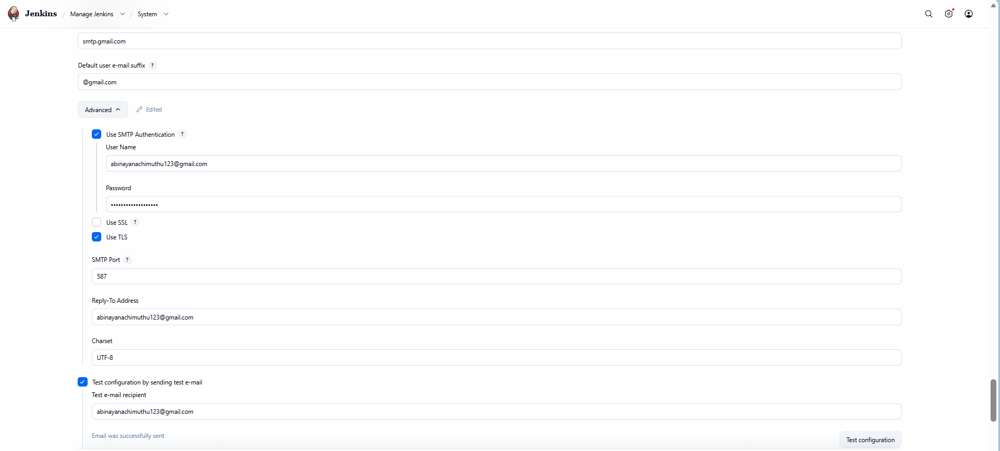 Jenkins / Manage Jenkins / System
smtp.gmail.com
Default user e-mail suffix ?
@gmail.com
Advanced Edited
Use SMTP Authentication ?
User Name
abinayanachimuthu123@gmail.com
Password
•••••••••••••••••••
Use SSL ?
Use TLS
SMTP Port ?
587
Reply-To Address
abinayanachimuthu123@gmail.com
Charset
UTF-8
Test configuration by sending test e-mail
Test e-mail recipient
abinayanachimuthu123@gmail.com
Email was successfully sent
Test configuration